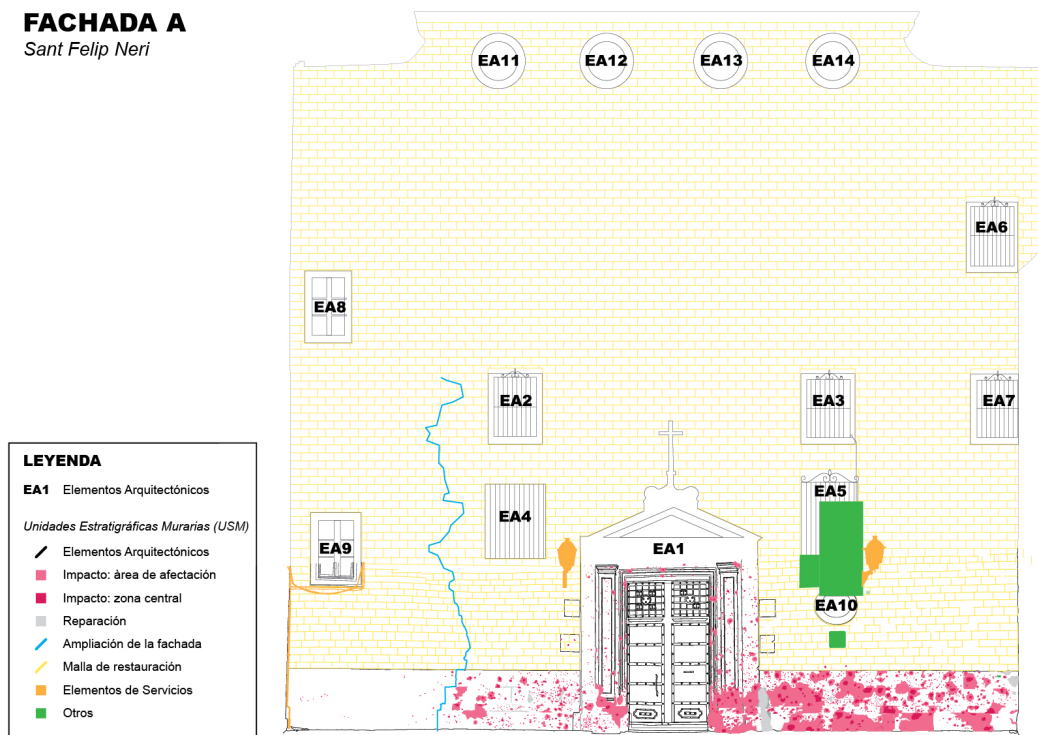 FACHADA A
Sant Felip Neri
EA11 EA12 EA13 EA14
EA6
EA8
EA2 EA3 EA7
EA5
EA4
EA9 EA1
EA10
LEYENDA
EA1 Elementos Arquitectónicos
Unidades Estratigráficas Murarias (USM)
Elementos Arquitectónicos
Impacto: àrea de afectación
Impacto: zona central
Reparación
Ampliación de la fachada
Malla de restauración
Elementos de Servicios
Otros